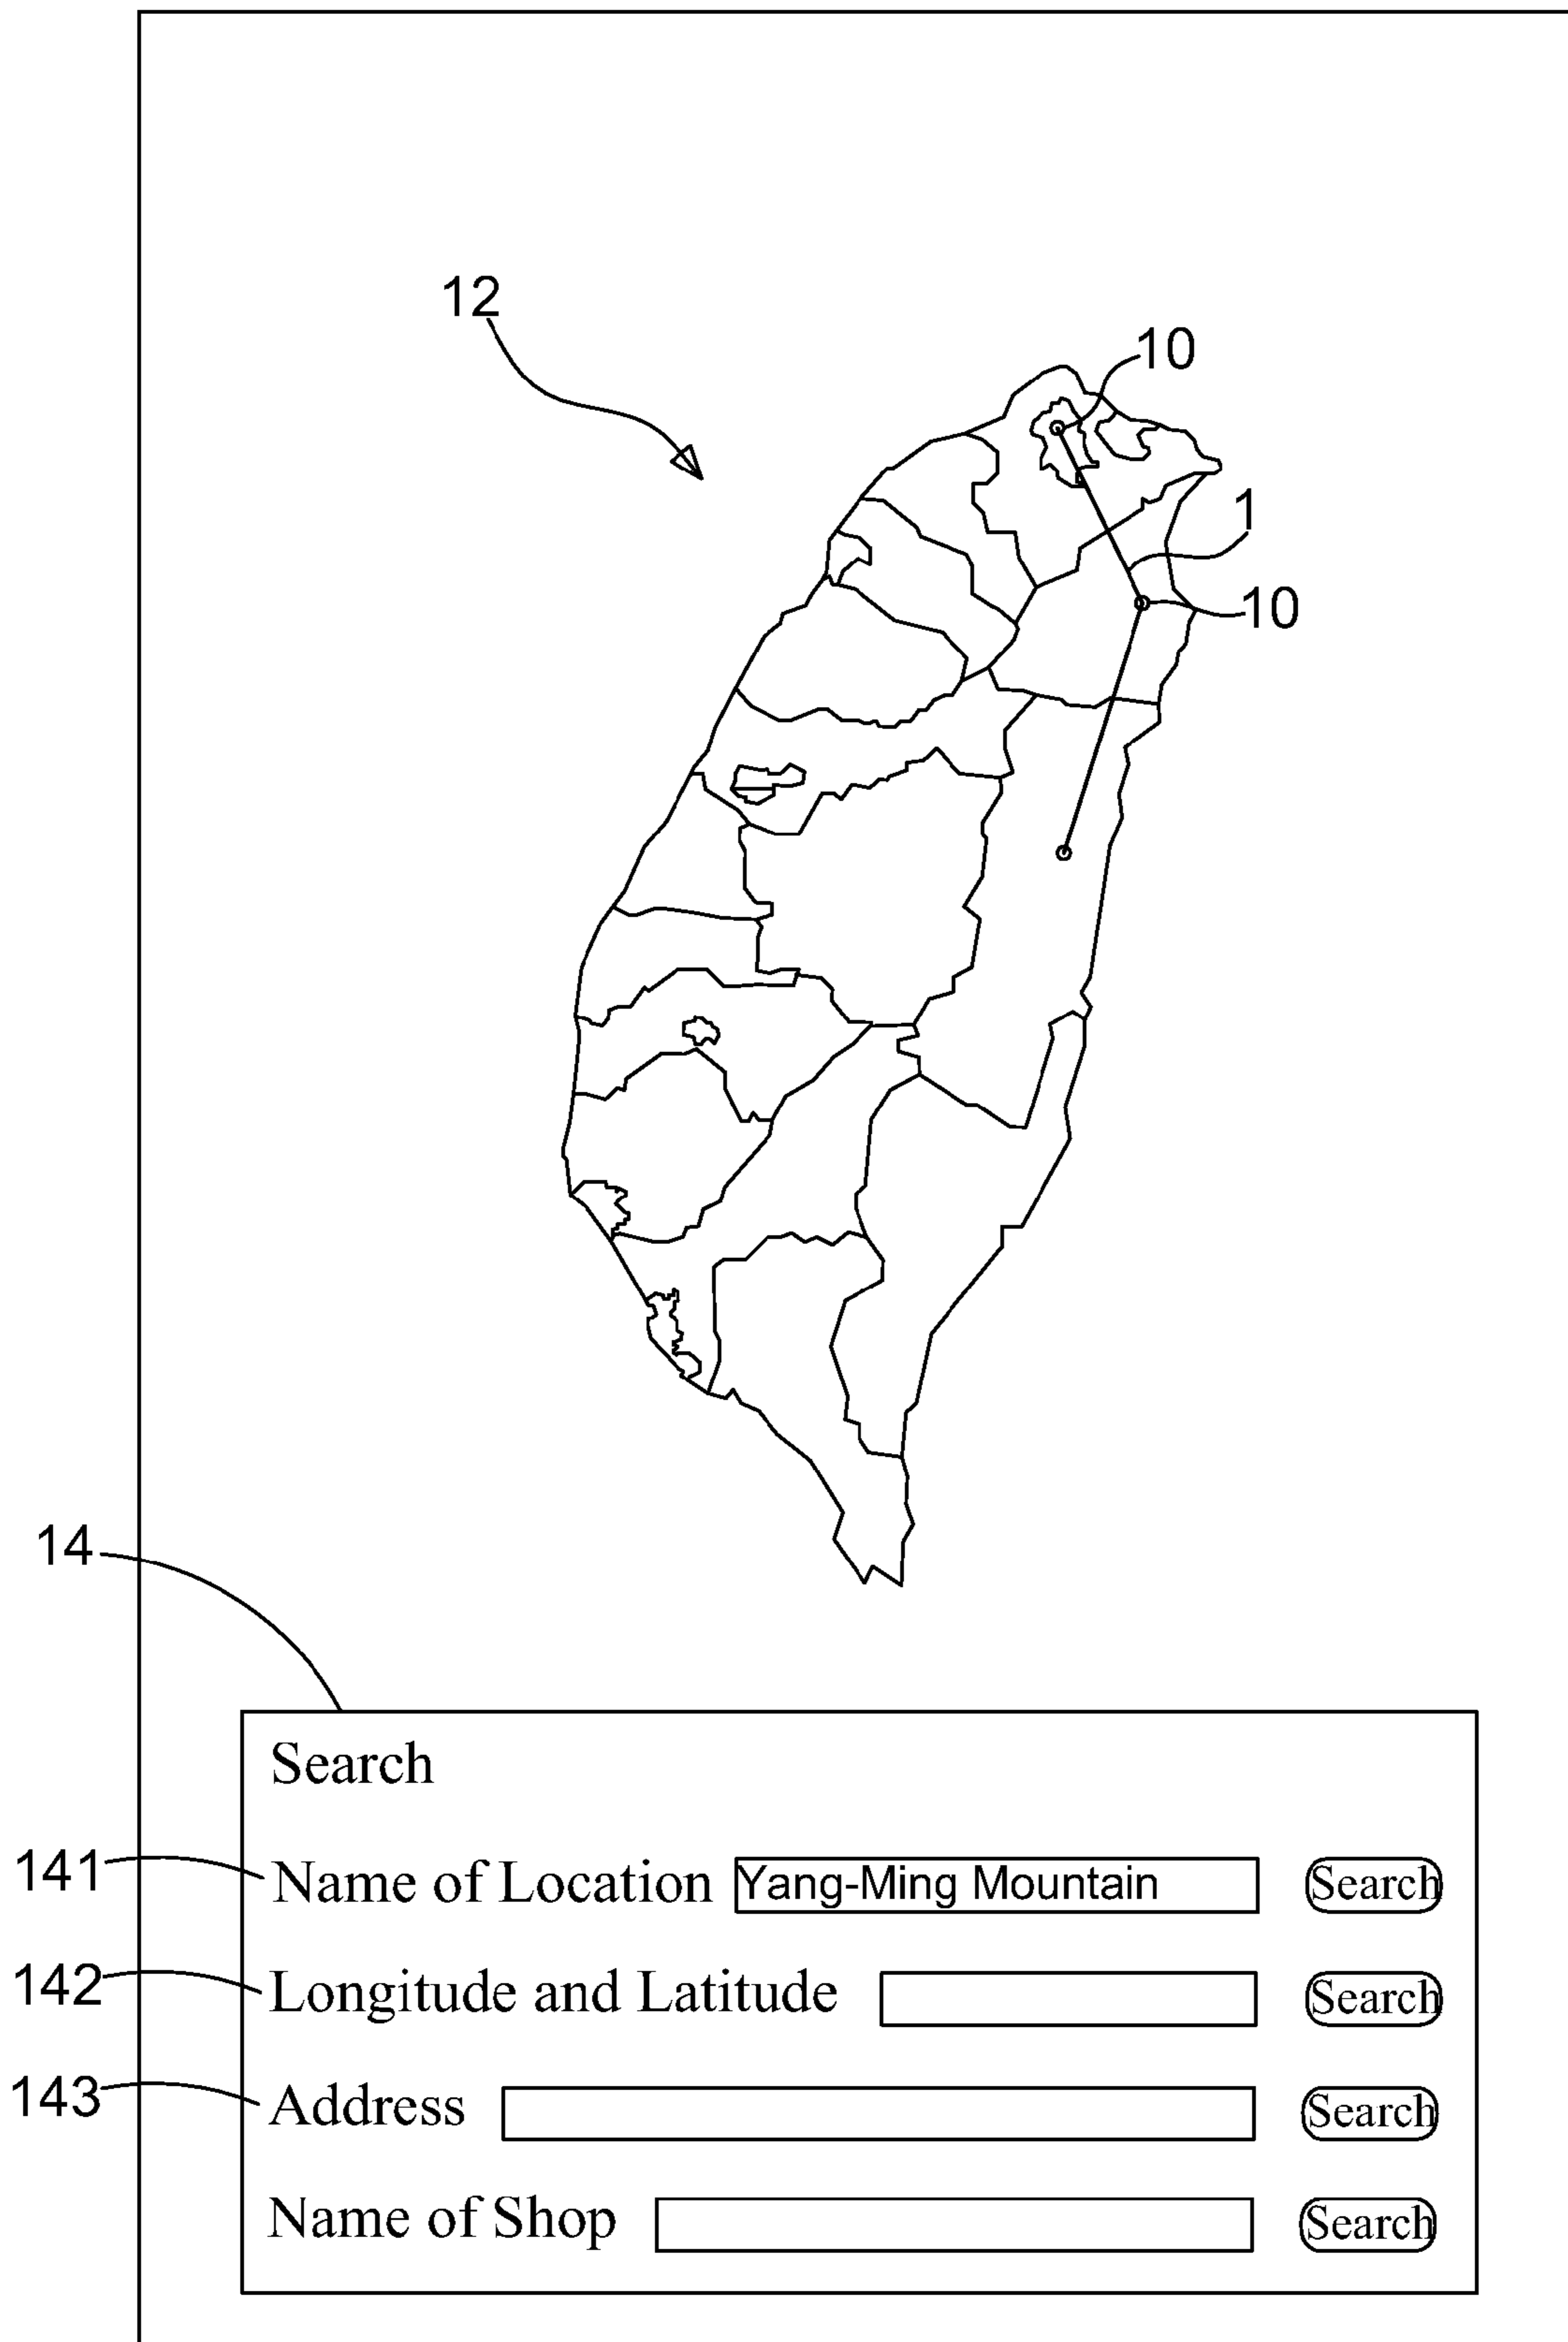 12
10
1
10
14
Search
141 Name of Location Yang-Ming Mountain Search
142 Longitude and Latitude Search
143 Address Search
Name of Shop Search